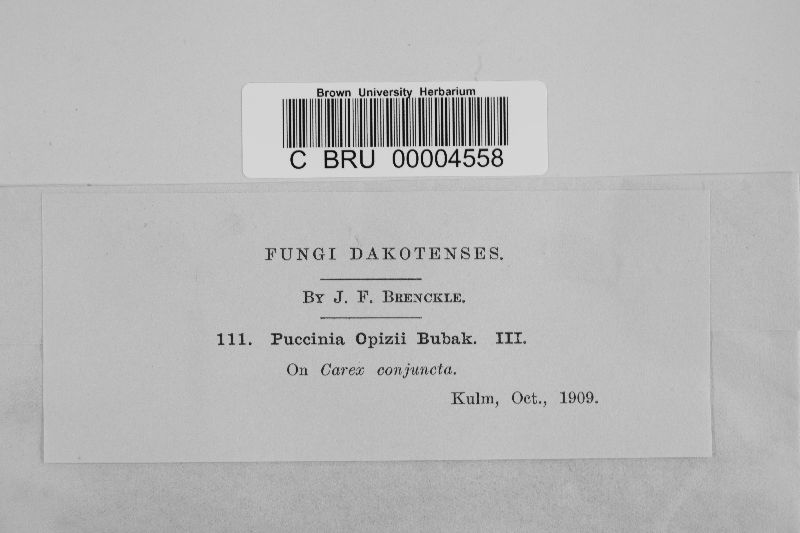 Brown University Herbarium
C BRU 00004558
FUNGI DAKOTENSES.
By J. F. Brenckle.
111. Puccinia Opizii Bubak. III.
On Carex conjuncta.
Kulm, Oct., 1909.